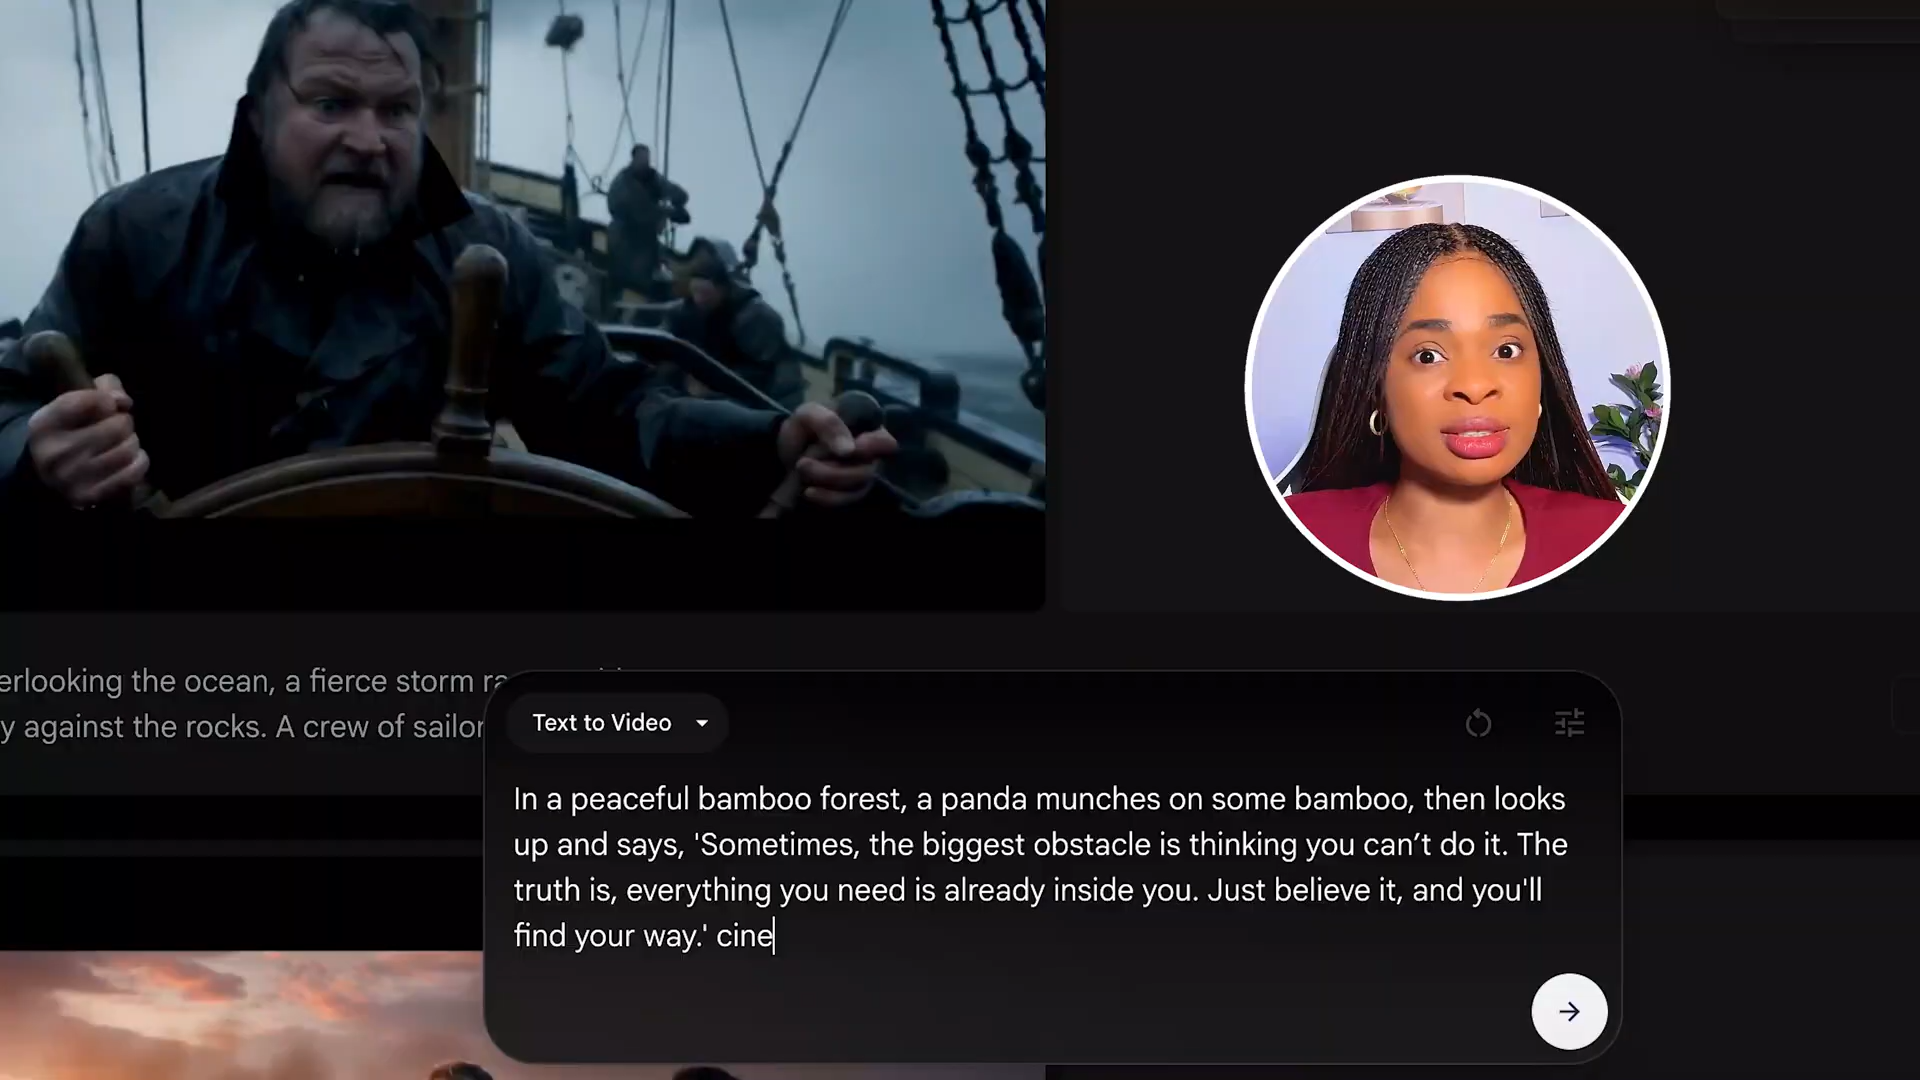 erlooking the ocean, a fierce storm
y against the rocks. A crew of sailor
Text to Video
In a peaceful bamboo forest, a panda munches on some bamboo, then looks
up and says, 'Sometimes, the biggest obstacle is thinking you can’t do it. The
truth is, everything you need is already inside you. Just believe it, and you'll
find your way.' cine